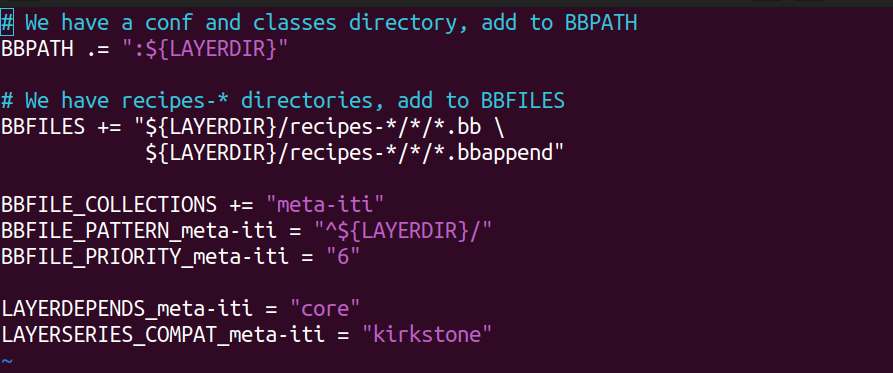 # We have a conf and classes directory, add to BBPATH
BBPATH .= ":${LAYERDIR}"
# We have recipes-* directories, add to BBFILES
BBFILES += "${LAYERDIR}/recipes-*/*/*.bb \
${LAYERDIR}/recipes-*/*/*.bbappend"
BBFILE_COLLECTIONS += "meta-iti"
BBFILE_PATTERN_meta-iti = "^${LAYERDIR}/"
BBFILE_PRIORITY_meta-iti = "6"
LAYERDEPENDS_meta-iti = "core"
LAYERSERIES_COMPAT_meta-iti = "kirkstone"
~